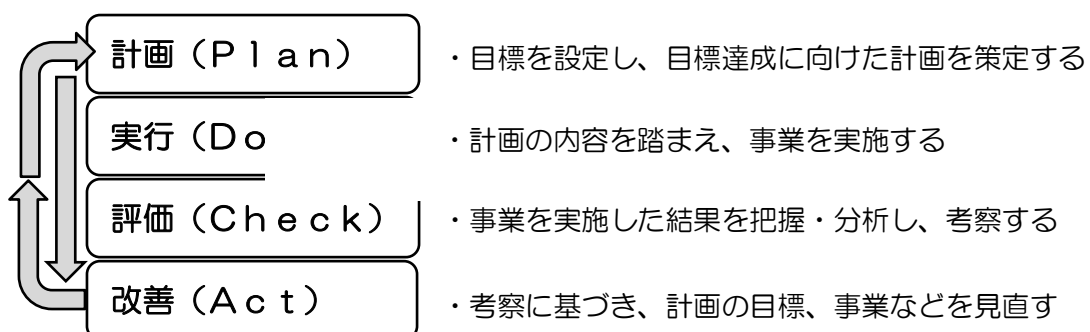 計画（Ｐｌａｎ） ・目標を設定し、目標達成に向けた計画を策定する
実行（Ｄｏ ・計画の内容を踏まえ、事業を実施する
評価（Ｃｈｅｃｋ） ・事業を実施した結果を把握・分析し、考察する
改善（Ａｃｔ） ・考察に基づき、計画の目標、事業などを見直す